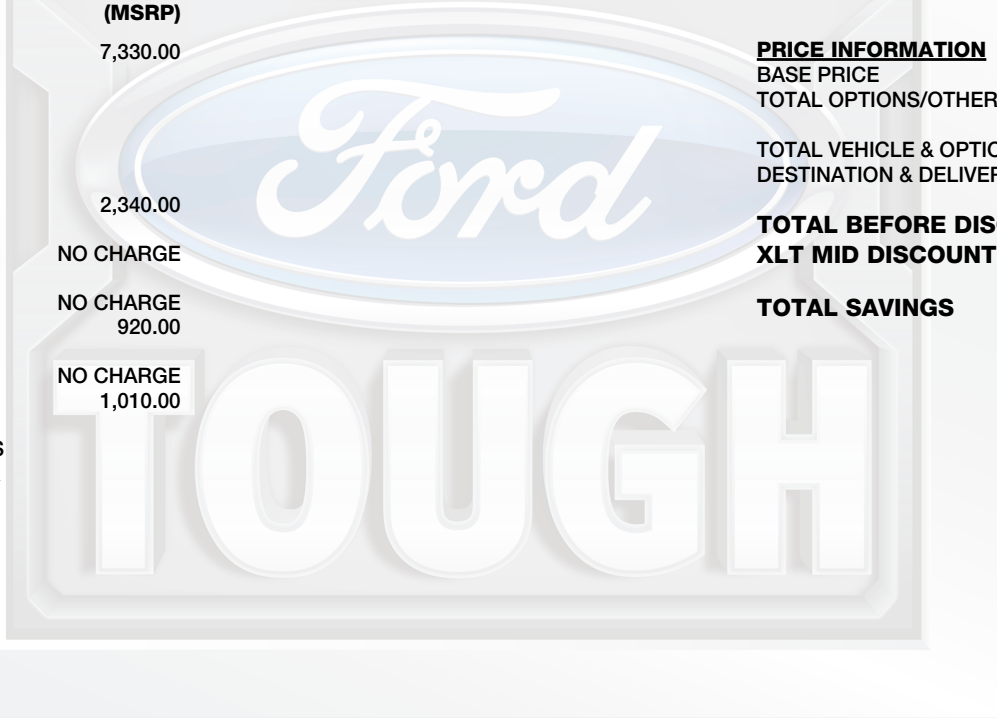 (MSRP)
7,330.00
2,340.00
NO CHARGE
NO CHARGE
920.00
NO CHARGE
1,010.00
S
PRICE INFORMATION
BASE PRICE
TOTAL OPTIONS/OTHER
TOTAL VEHICLE & OPTIO
DESTINATION & DELIVER
TOTAL BEFORE DISC
XLT MID DISCOUNT
TOTAL SAVINGS
Ford
TOUGH